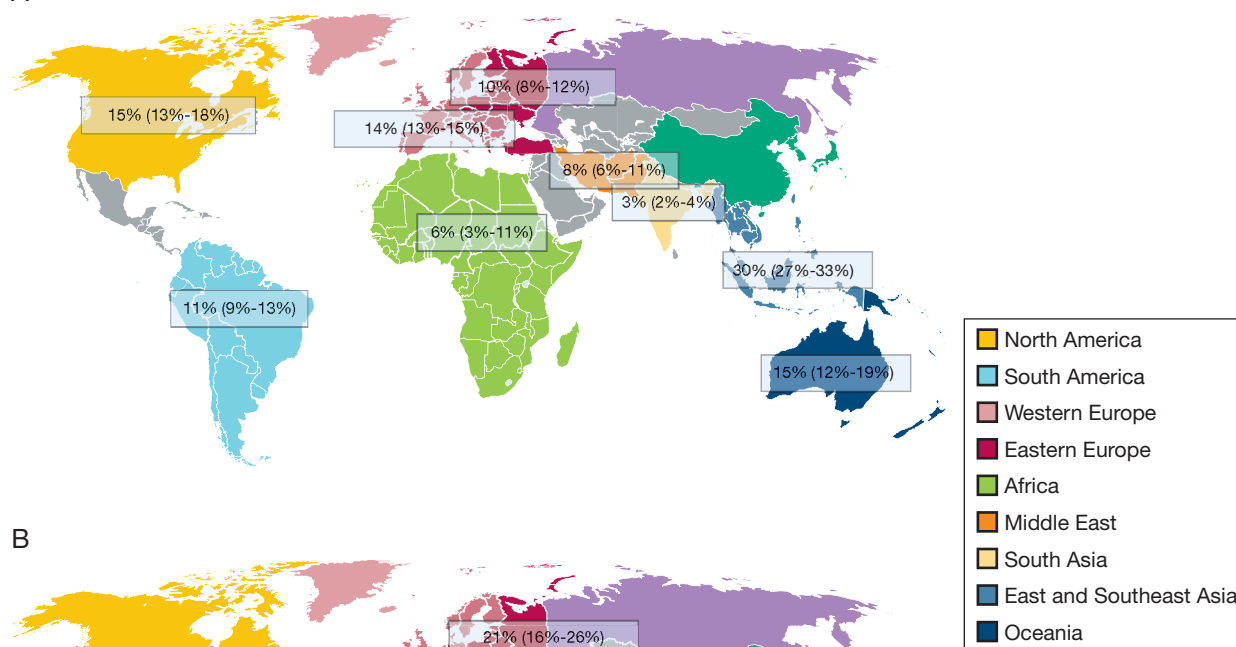 10% (8%-12%)
15% (13%-18%)
14% (13%-15%)
8% (6%-11%)
3% (2%-4%)
6% (3%-11%)
30% (27%-33%)
11% (9%-13%)
15% (12%-19%)
North America
South America
Western Europe
Eastern Europe
Africa
Middle East
South Asia
East and Southeast Asia
Oceania
B
21% (16%-26%)